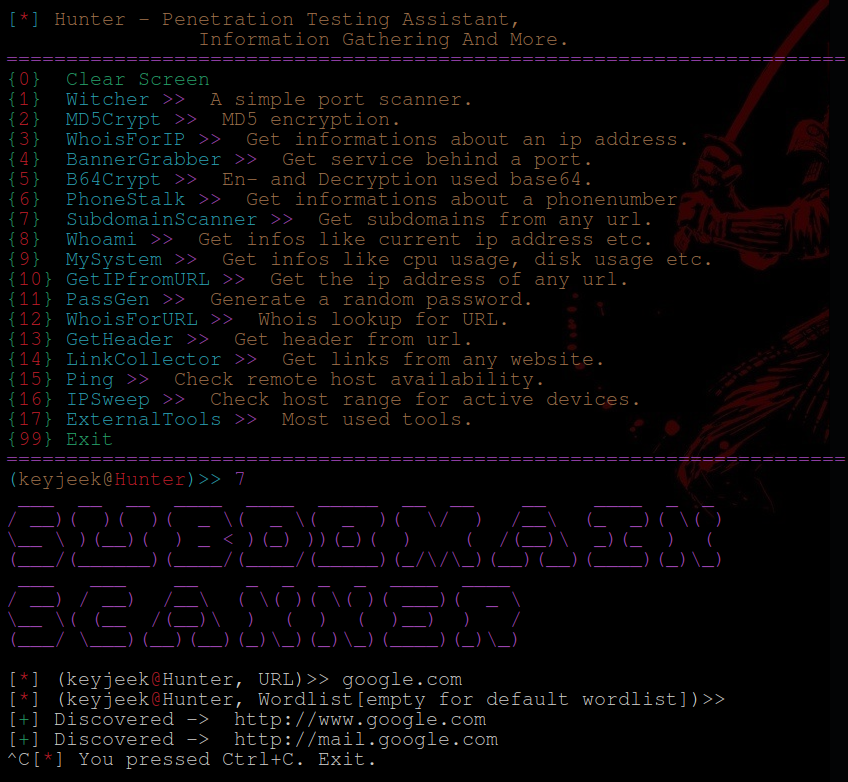 [*] Hunter - Penetration Testing Assistant,
Information Gathering And More.
{0} Clear Screen
{1} Witcher >> A simple port scanner.
{2} MD5Crypt >> MD5 encryption.
{3} WhoisForIP >> Get informations about an ip address.
{4} BannerGrabber >> Get service behind a port.
{5} B64Crypt >> En- and Decryption used base64.
{6} PhoneStalk >> Get informations about a phonenumber
{7} SubdomainScanner >> Get subdomains from any url.
{8} Whoami >> Get infos like current ip address etc.
{9} MySystem >> Get infos like cpu usage, disk usage etc.
{10} GetIPfromURL >> Get the ip address of any url.
{11} PassGen >> Generate a random password.
{12} WhoisForURL >> Whois lookup for URL.
{13} GetHeader >> Get header from url.
{14} LinkCollector >> Get links from any website.
{15} Ping >> Check remote host availability.
{16} IPSweep >> Check host range for active devices.
{17} ExternalTools >> Most used tools.
{99} Exit
(keyjeek@Hunter)>> 7
SUBDOMAIN
SCANNER
[*] (keyjeek@Hunter, URL)>> google.com
[*] (keyjeek@Hunter, Wordlist[empty for default wordlist])>>
[+] Discovered -> http://www.google.com
[+] Discovered -> http://mail.google.com
^C[*] You pressed Ctrl+C. Exit.